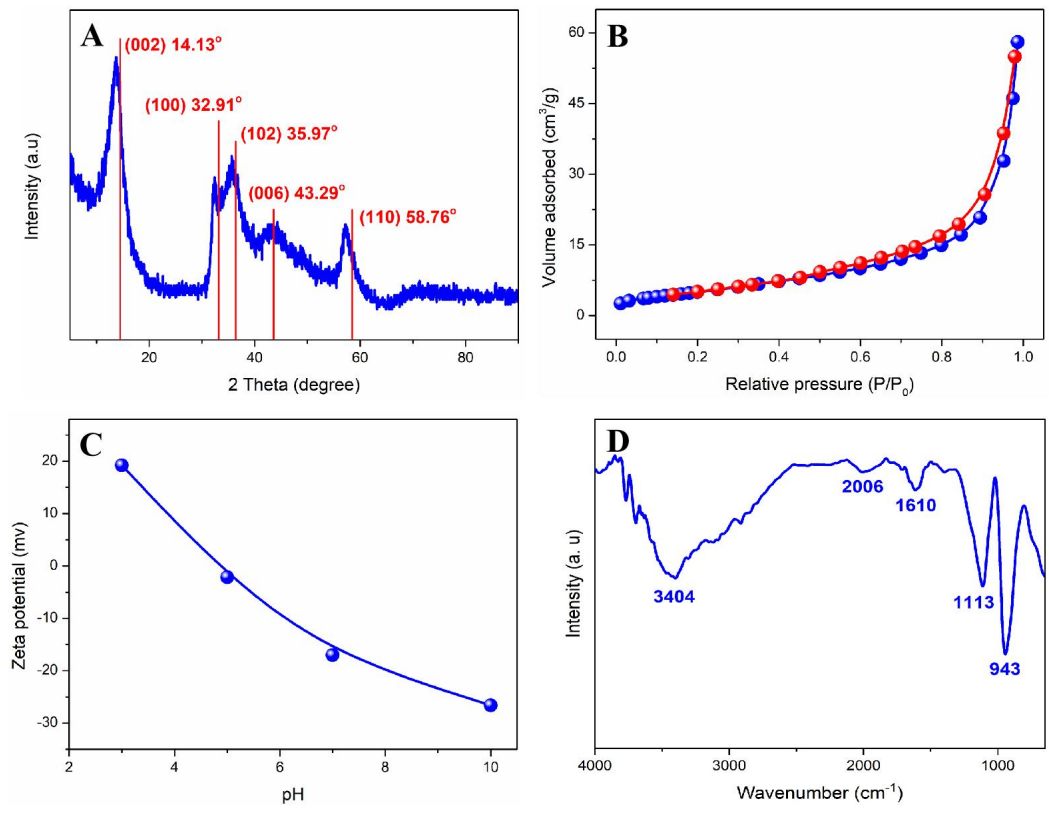 A
(002) 14.13°
(100) 32.91°
(102) 35.97°
(006) 43.29°
(110) 58.76°
Intensity (a.u)
20 40 60 80
2 Theta (degree)
B
60
45
30
15
0
Volume adsorbed (cm³/g)
0.0 0.2 0.4 0.6 0.8 1.0
Relative pressure (P/P₀)
C
20
10
0
-10
-20
-30
Zeta potential (mv)
2 4 6 8 10
pH
D
2006
1610
3404
1113
943
Intensity (a. u)
4000 3000 2000 1000
Wavenumber (cm⁻¹)